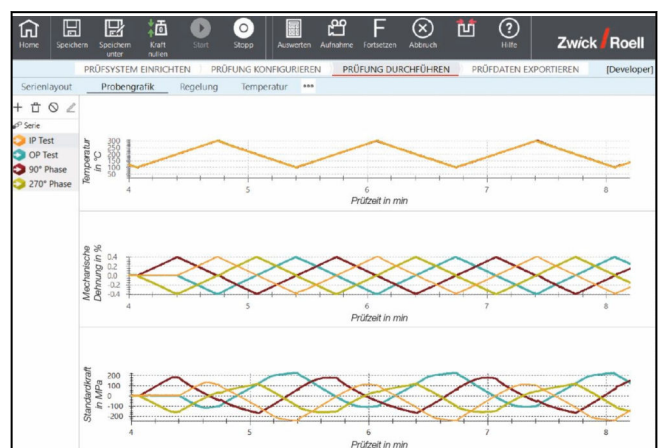 Home Speichern Speichern unter Kraft nullen Start Stopp Auswerten Aufnahme Fortsetzen Abbruch Hilfe Zwick Roell
PRÜFSYSTEM EINRICHTEN PRÜFUNG KONFIGURIEREN PRÜFUNG DURCHFÜHREN PRÜFDATEN EXPORTIEREN [Developer]
Serienlayout Probengrafik Regelung Temperatur ***
Serie
IP Test
OP Test
90° Phase
270° Phase
Temperatur in °C
300
250
200
150
100
50
4 5 6 7 8
Prüfzeit in min
Mechanische Dehnung in %
0.4
0.2
0.0
-0.2
-0.4
4 5 6 7 8
Prüfzeit in min
Standardkraft in MPa
200
100
0
-100
-200
4 5 6 7 8
Prüfzeit in min